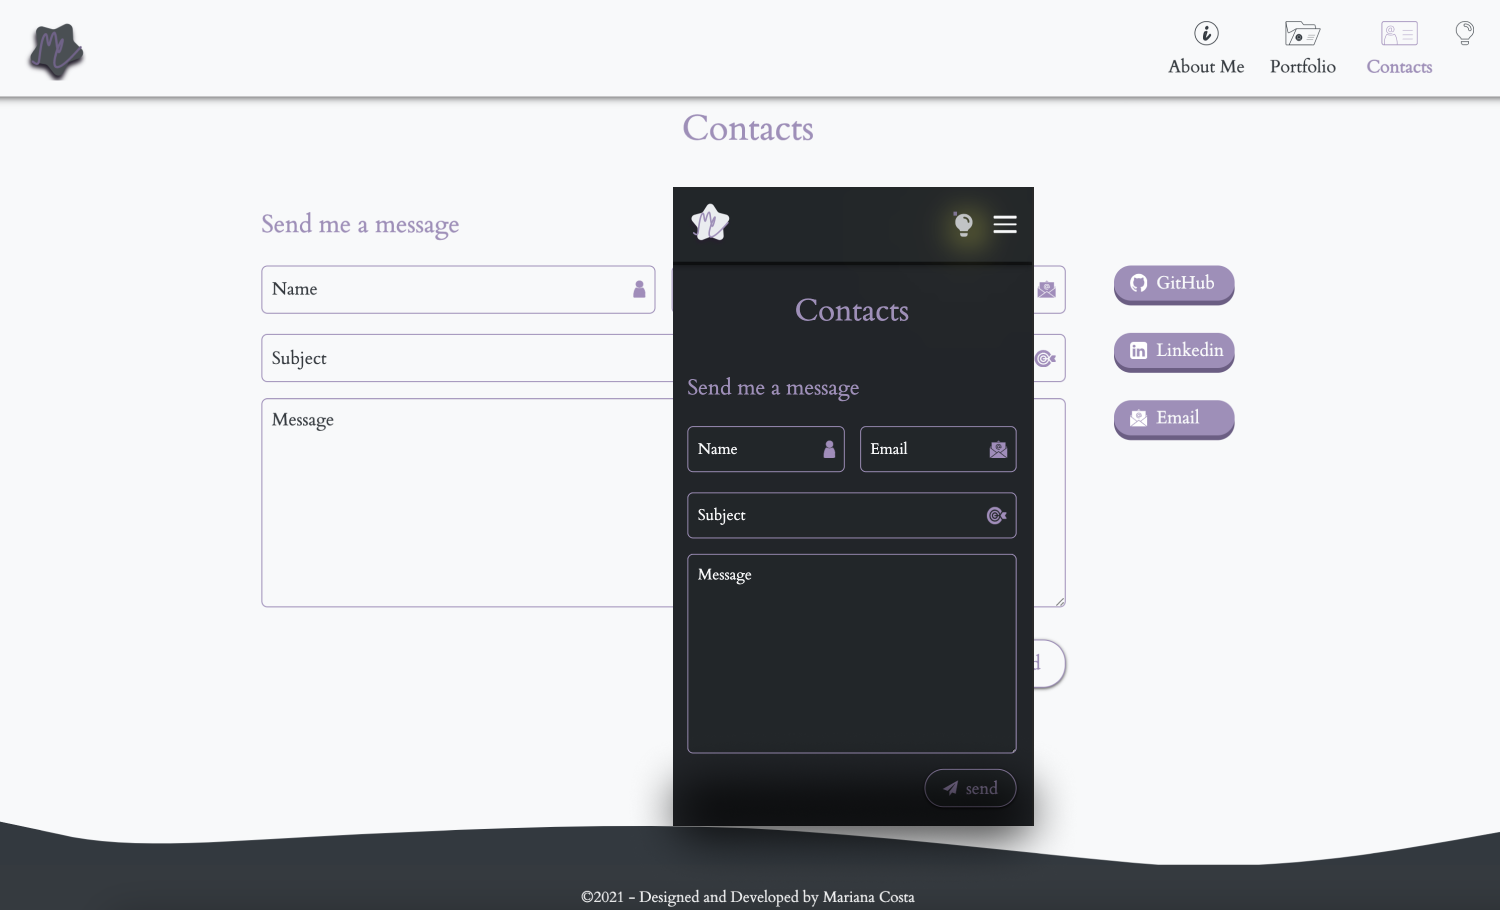 About Me
Portfolio
Contacts
Contacts
Send me a message
Name
Subject
Message
GitHub
Linkedin
Email
Contacts
Send me a message
Name
Email
Subject
Message
send
©2021 - Designed and Developed by Mariana Costa